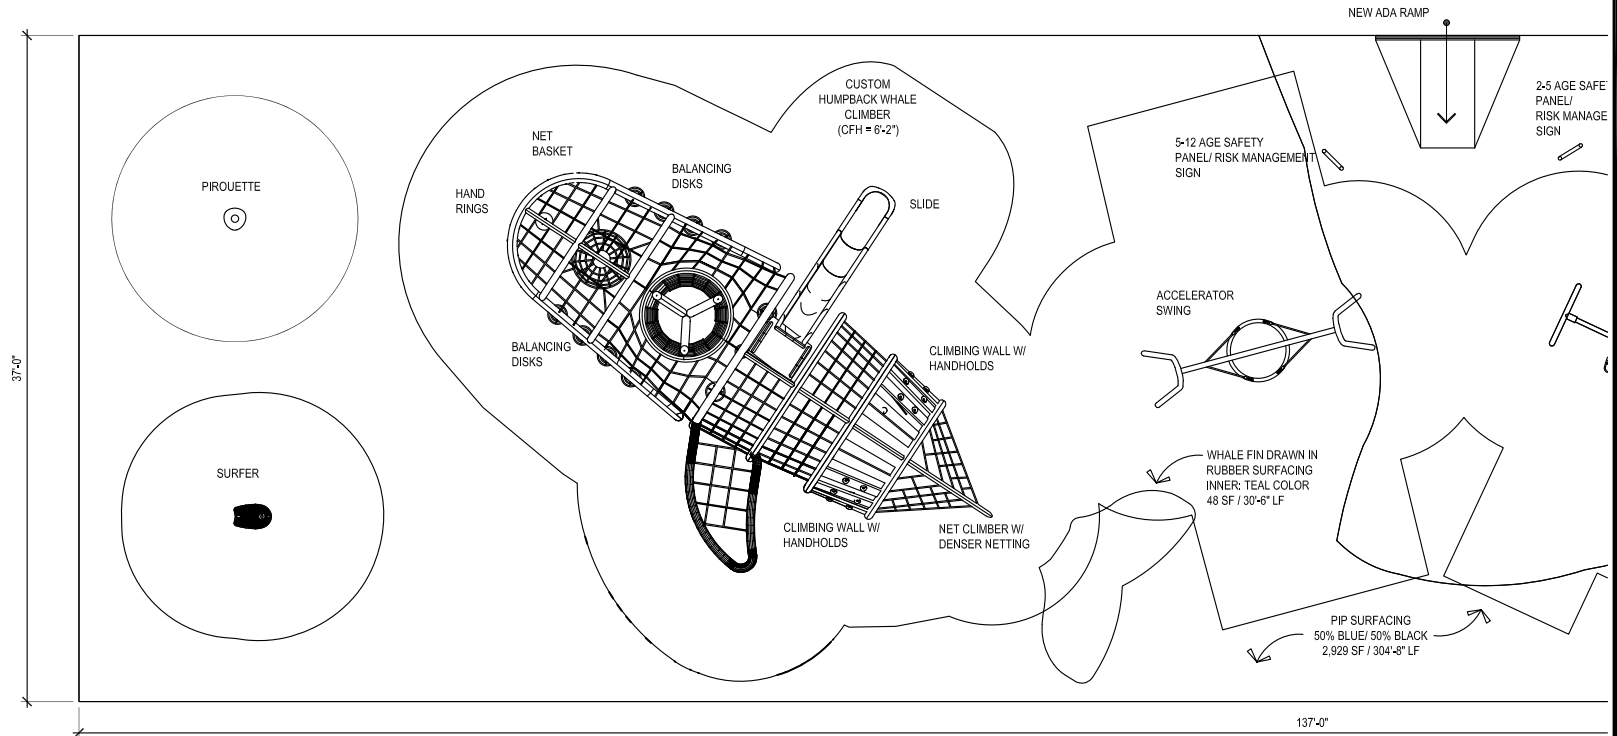 NEW ADA RAMP
CUSTOM
HUMPBACK WHALE
CLIMBER
(CFH = 6'-2")
2-5 AGE SAFE
PANEL/
RISK MANAGE
SIGN
NET
BASKET
5-12 AGE SAFETY
PANEL/ RISK MANAGEMENT
SIGN
BALANCING
DISKS
PIROUETTE
HAND
RINGS
SLIDE
ACCELERATOR
SWING
BALANCING
DISKS
CLIMBING WALL W/
HANDHOLDS
37'-0"
SURFER
WHALE FIN DRAWN IN
RUBBER SURFACING
INNER: TEAL COLOR
48 SF / 30'-6" LF
CLIMBING WALL W/
HANDHOLDS
NET CLIMBER W/
DENSER NETTING
PIP SURFACING
50% BLUE/ 50% BLACK
2,929 SF / 304'-8" LF
137'-0"